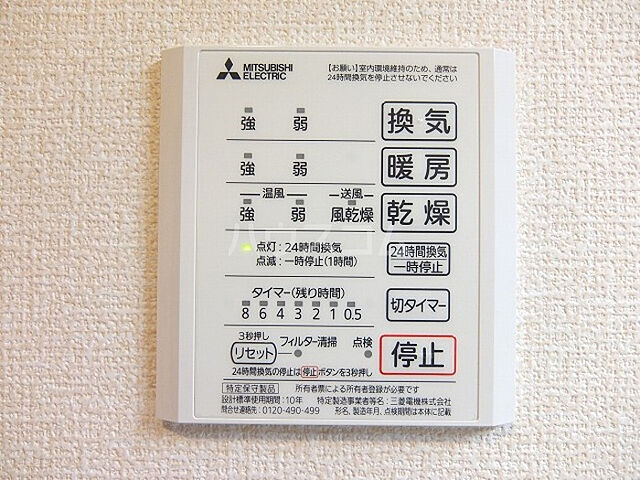 MITSUBISHI
ELECTRIC
【お願い】室内環境維持のため、通常は
24時間換気を停止させないでください
強 弱 換気
強 弱 暖房
温風 送風
強 弱 風乾燥 乾燥
点灯：24時間換気
点滅：一時停止(1時間)
24時間換気
一時停止
タイマー(残り時間)
8 6 4 3 2 1 0.5
切タイマー
3秒押し
リセット フィルター清掃 点検
停止
24時間換気の停止は停止ボタンを3秒押し
特定保守製品 所有者票による所有者登録が必要です
設計標準使用期間：10年 特定製造事業者等名：三菱電機株式会社
問合せ連絡先：0120-490-499 形名、製造年月、点検期間は本体に記載